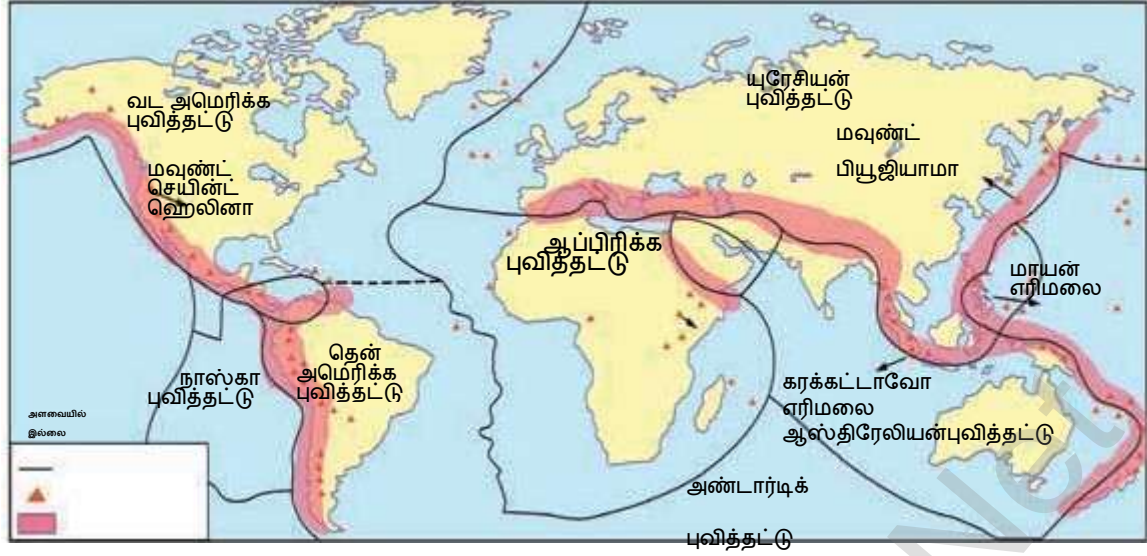 வட அமெரிக்க
புவித்தட்டு
மவுண்ட்
செயின்ட்
ஹெலினா
யுரேசியன்
புவித்தட்டு
மவுண்ட்
பியூஜியாமா
ஆப்பிரிக்க
புவித்தட்டு
மாயன்
எரிமலை
நாஸ்கா
புவித்தட்டு
தென்
அமெரிக்க
புவித்தட்டு
கரக்கட்டாவோ
எரிமலை
ஆஸ்திரேலியன்புவித்தட்டு
அளவையில்
இல்லை
அண்டார்டிக்
புவித்தட்டு